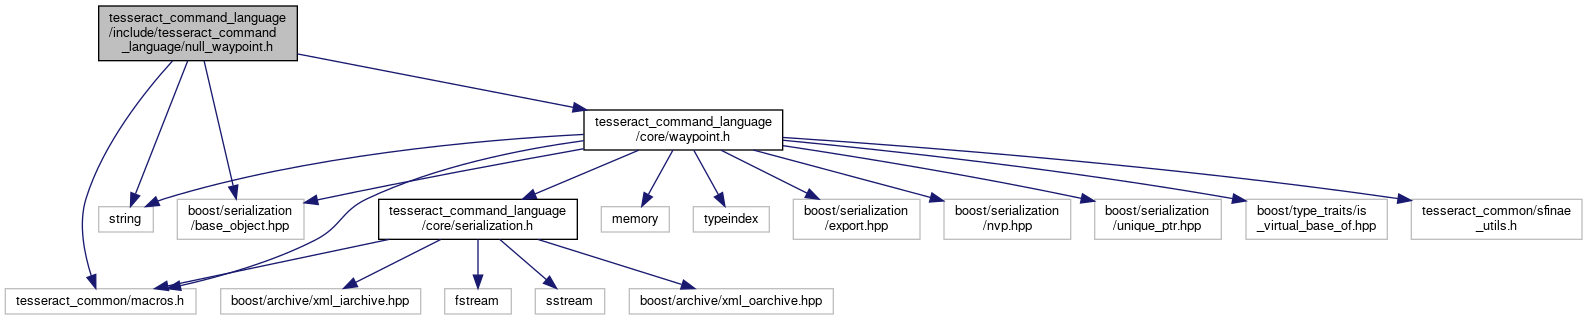 tesseract_command_language
/include/tesseract_command
_language/null_waypoint.h
tesseract_command_language
/core/waypoint.h
string
boost/serialization
/base_object.hpp
tesseract_command_language
/core/serialization.h
memory
typeindex
boost/serialization
/export.hpp
boost/serialization
/nvp.hpp
boost/serialization
/unique_ptr.hpp
boost/type_traits/is
_virtual_base_of.hpp
tesseract_common/sfinae
_utils.h
tesseract_common/macros.h
boost/archive/xml_iarchive.hpp
fstream
sstream
boost/archive/xml_oarchive.hpp